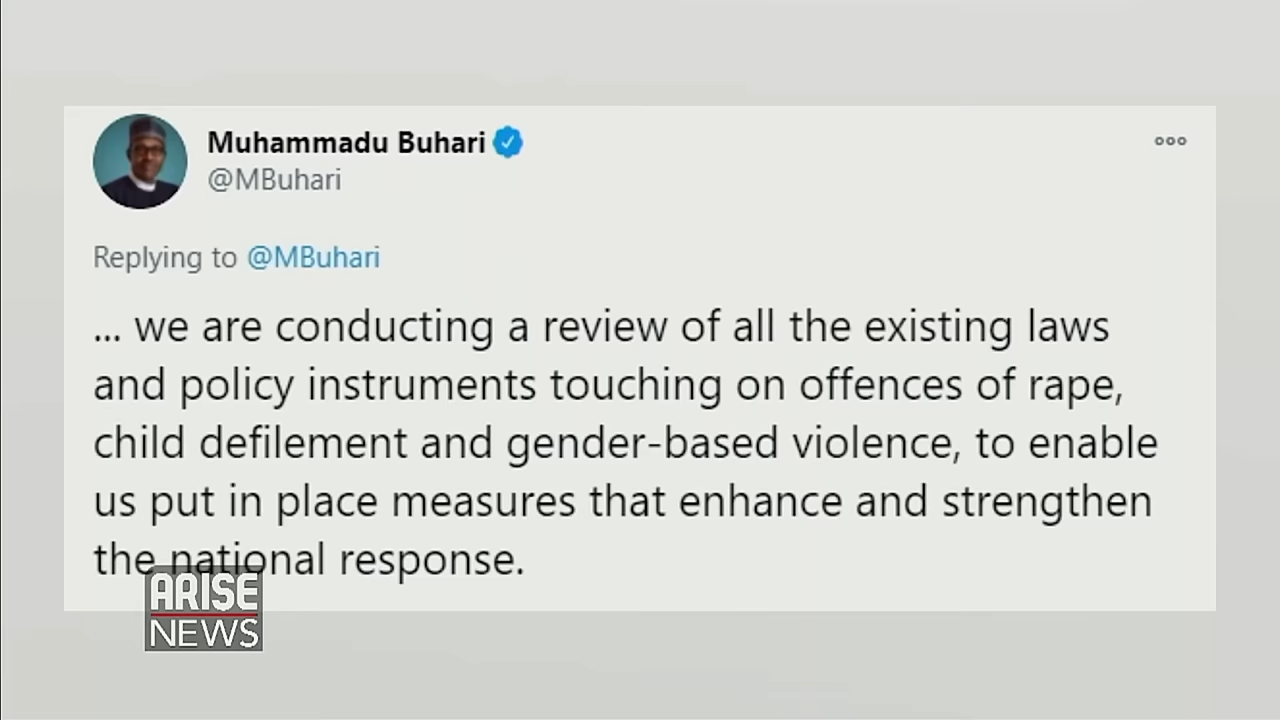 Muhammadu Buhari
@MBuhari
ooo
Replying to @MBuhari
... we are conducting a review of all the existing laws
and policy instruments touching on offences of rape,
child defilement and gender-based violence, to enable
us put in place measures that enhance and strengthen
the national response.
ARISE
NEWS